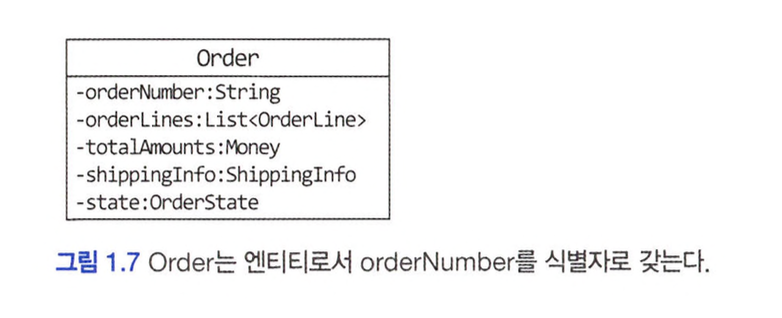 Order
-orderNumber:String
-orderLines:List<OrderLine>
-totalAmounts:Money
-shippingInfo:ShippingInfo
-state:OrderState
그림 1.7 Order는 엔티티로서 orderNumber를 식별자로 갖는다.